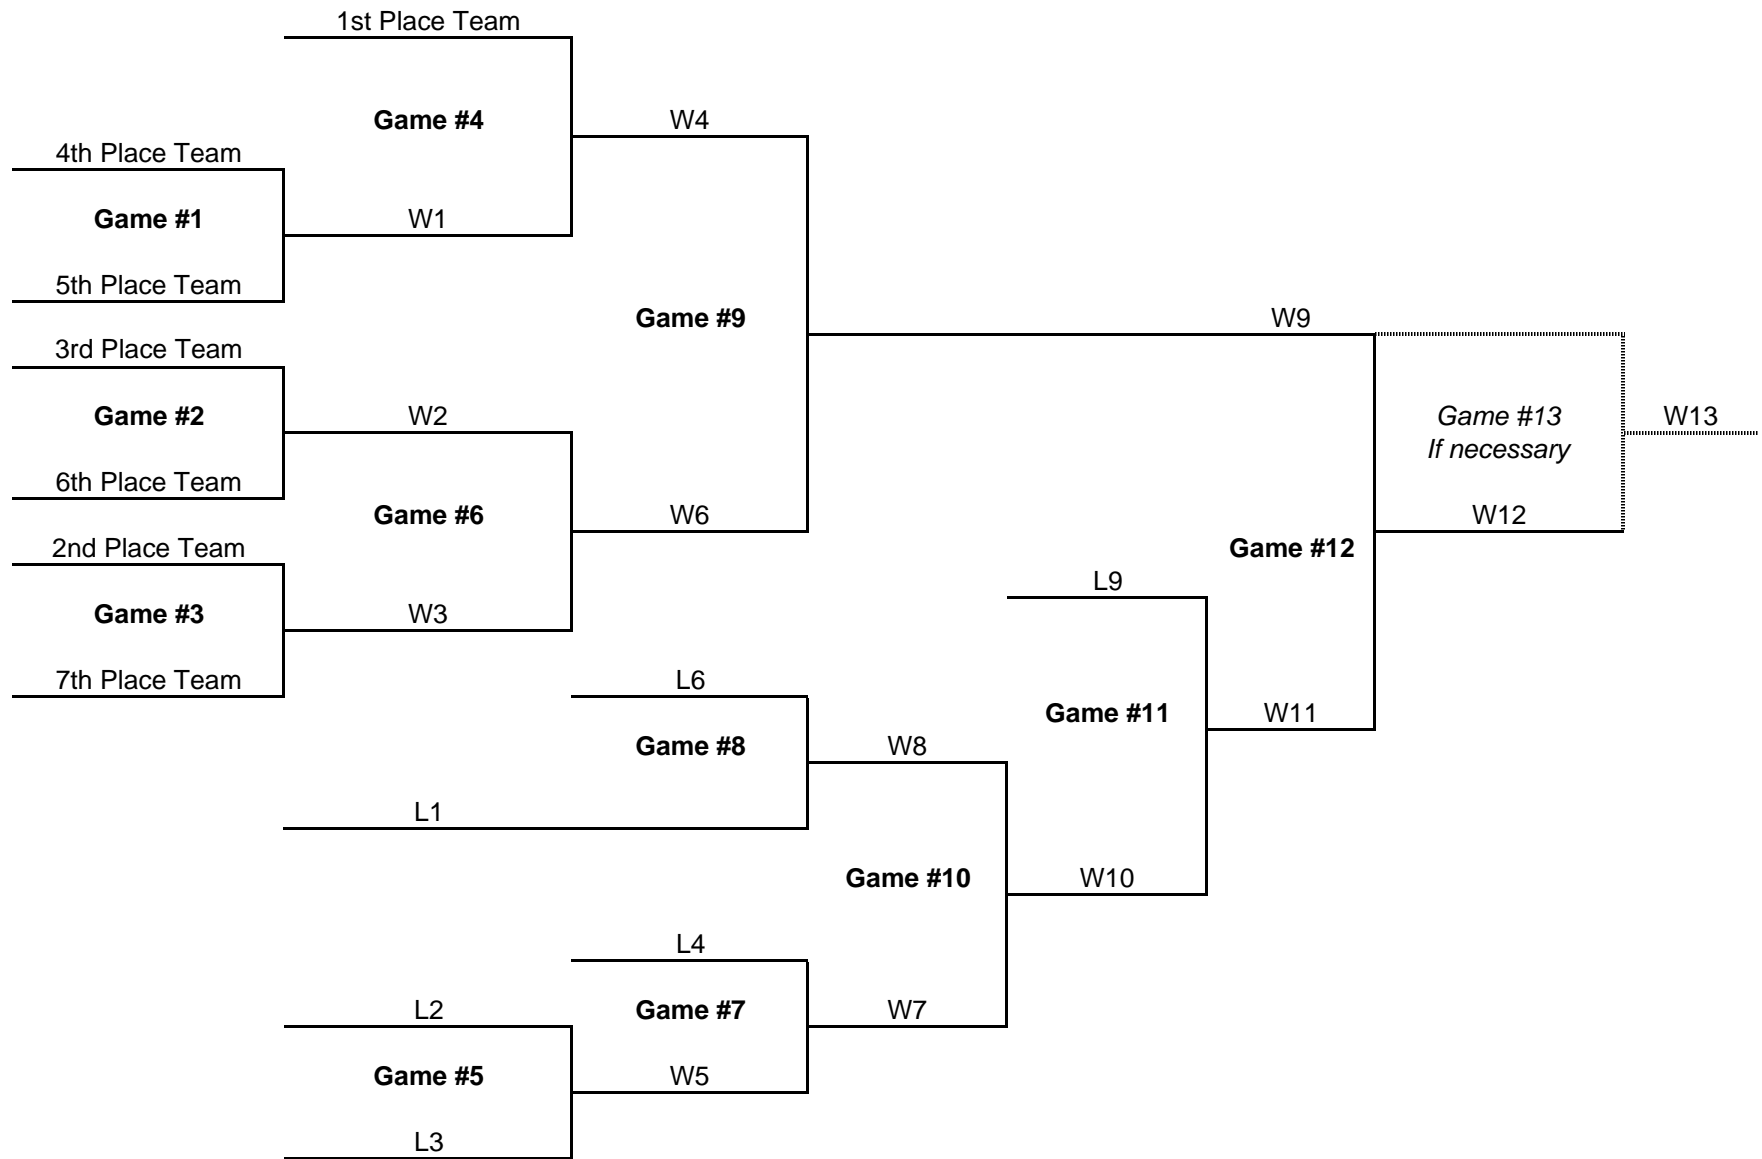 1st Place Team
Game #4
W4
4th Place Team
Game #1
W1
5th Place Team
Game #9
W9
3rd Place Team
Game #2
W2
Game #13
If necessary
W13
6th Place Team
Game #6
W6
W12
2nd Place Team
Game #12
L9
Game #3
W3
7th Place Team
L6
Game #11
W11
Game #8
W8
L1
Game #10
W10
L4
L2
Game #7
W7
Game #5
W5
L3